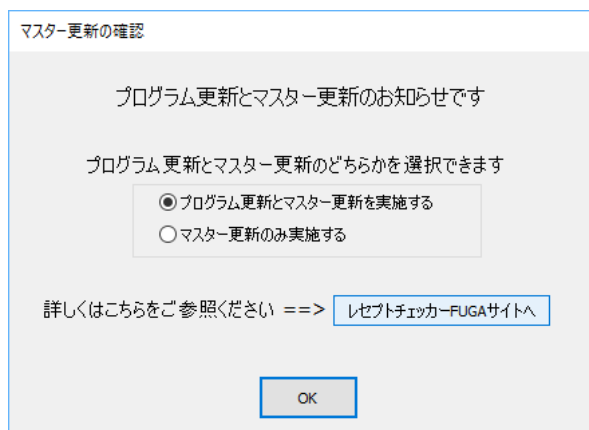 マスター更新の確認
プログラム更新とマスター更新のお知らせです
プログラム更新とマスター更新のどちらかを選択できます
プログラム更新とマスター更新を実施する
マスター更新のみ実施する
詳しくはこちらをご参照ください ==> レセプトチェッカーFUGAサイトへ
OK